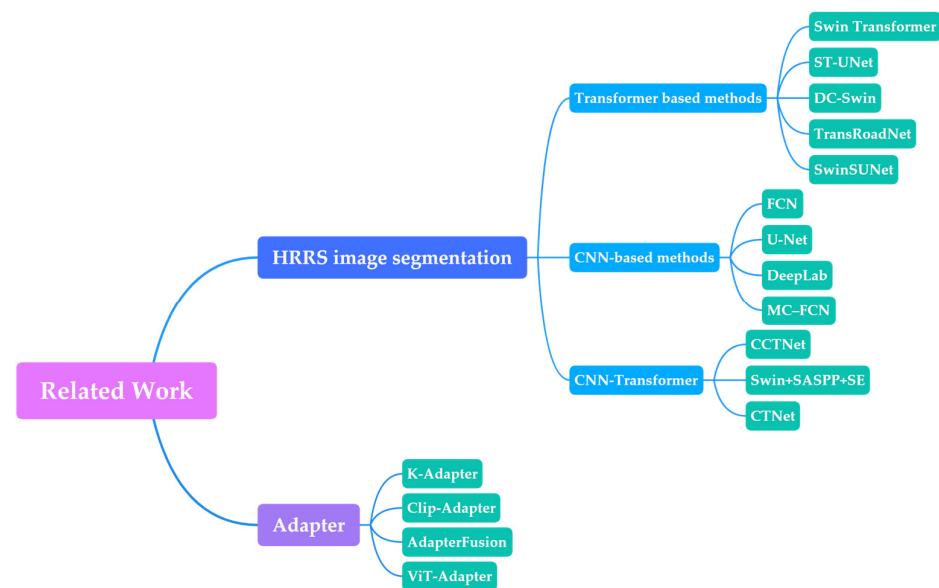 Related Work
HRRS image segmentation
Transformer based methods
Swin Transformer
ST-UNet
DC-Swin
TransRoadNet
SwinSUNet
CNN-based methods
FCN
U-Net
DeepLab
MC–FCN
CNN-Transformer
CCTNet
Swin+SASPP+SE
CTNet
Adapter
K-Adapter
Clip-Adapter
AdapterFusion
ViT-Adapter